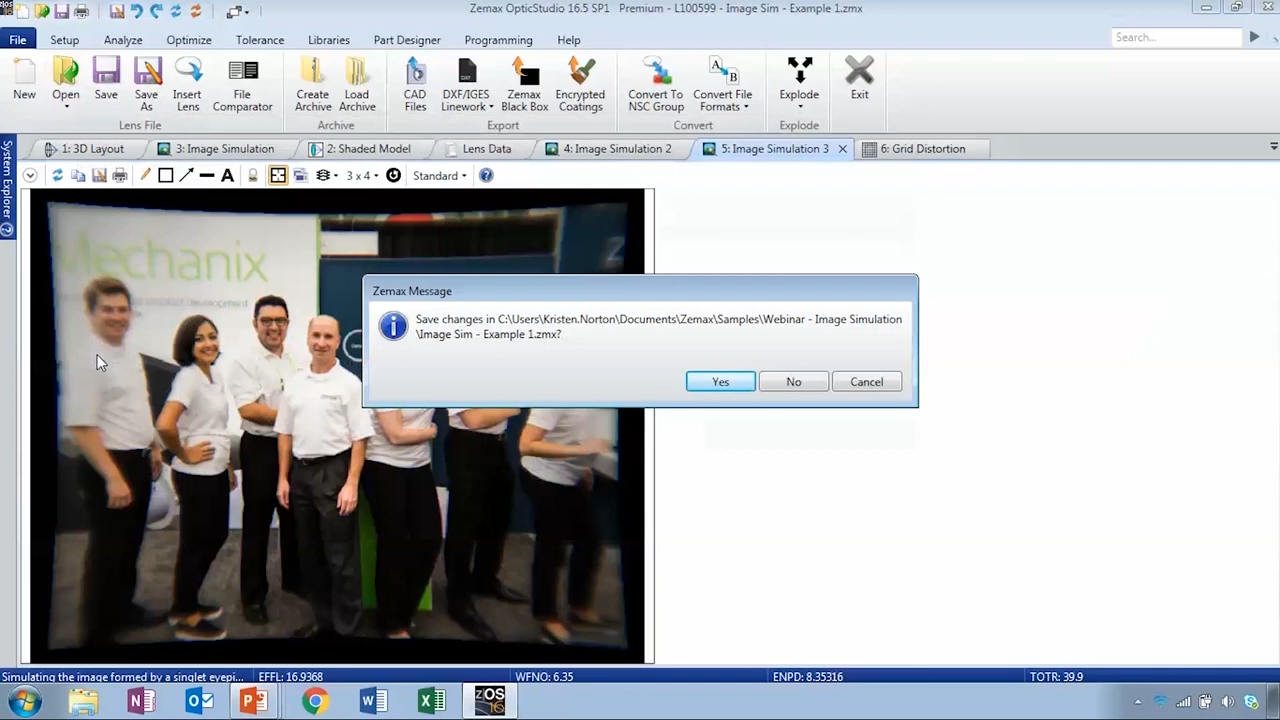 Zemax OpticStudio 16.5 SP1 Premium - L100599 - Image Sim - Example 1.zmx
File Setup Analyze Optimize Tolerance Libraries Part Designer Programming Help Search...
New Open Save Save As Insert Lens File Comparator Create Archive Load Archive CAD Files DXF/IGES Linework Zemax Black Box Encrypted Coatings Convert To NSC Group Convert File Formats Explode Exit
Lens File Archive Export Convert Explode
1: 3D Layout 3: Image Simulation 2: Shaded Model Lens Data 4: Image Simulation 2 5: Image Simulation 3 6: Grid Distortion
System Explorer
3 x 4 Standard
Mechanix
Zemax Message
Save changes in C:\Users\Kristen.Norton\Documents\Zemax\Samples\Webinar - Image Simulation
\Image Sim - Example 1.zmx?
Yes No Cancel
Simulating the image formed by a singlet eyepi EFFL: 16.9368 WFNO: 6.35 ENPD: 8.35316 TOTR: 39.9
ZOS 16